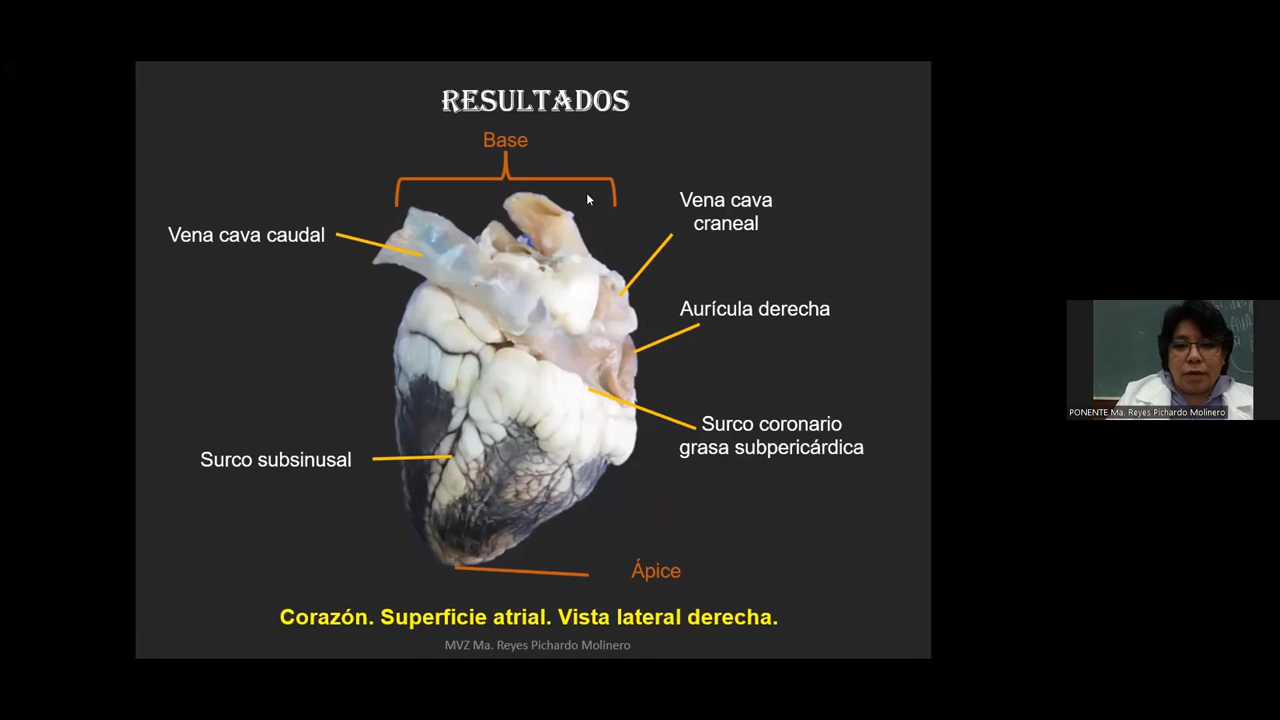 RESULTADOS
Base
Vena cava caudal
Vena cava
craneal
Aurícula derecha
Surco coronario
grasa subpericárdica
Surco subsinusal
Ápice
Corazón. Superficie atrial. Vista lateral derecha.
MVZ Ma. Reyes Pichardo Molinero
PONENTE Ma. Reyes Pichardo Molinero